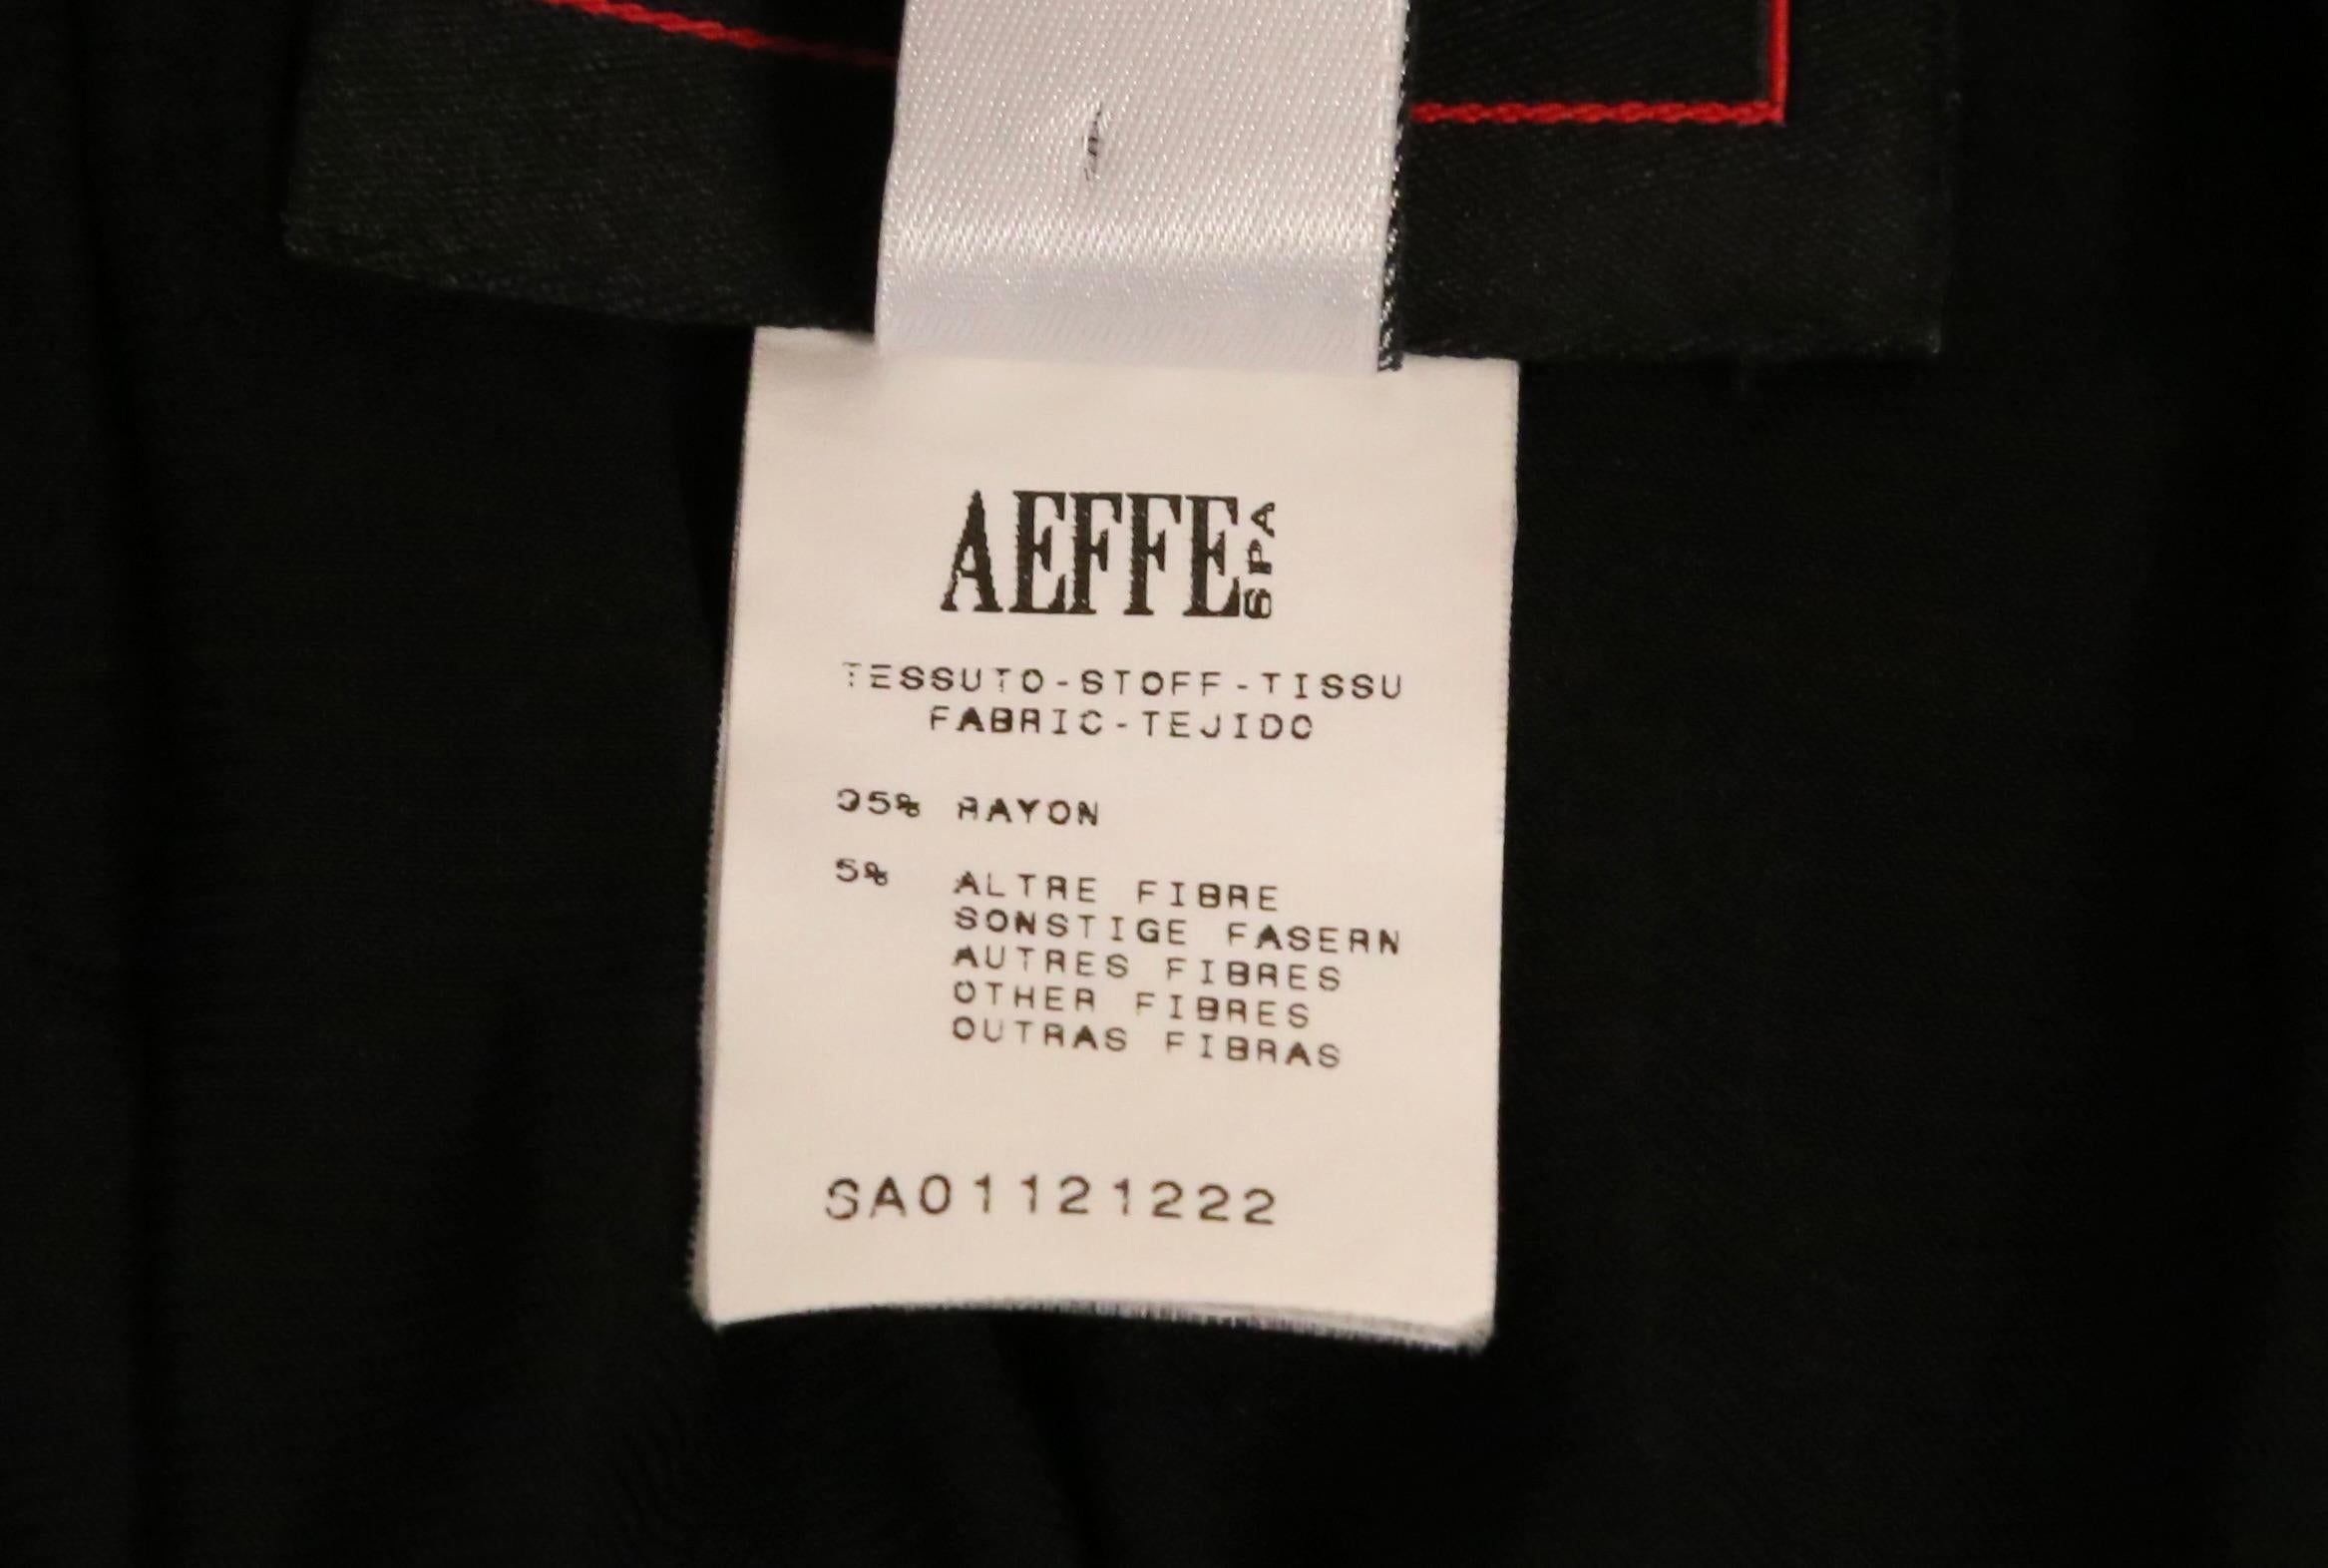 AEFFE SPA
TESSUTO-STOFF-TISSU
FABRIC-TEJIDO
95% RAYON
5% ALTRE FIBRE
SONSTIGE FASERN
AUTRES FIBRES
OTHER FIBRES
OUTRAS FIBRAS
SA01121222